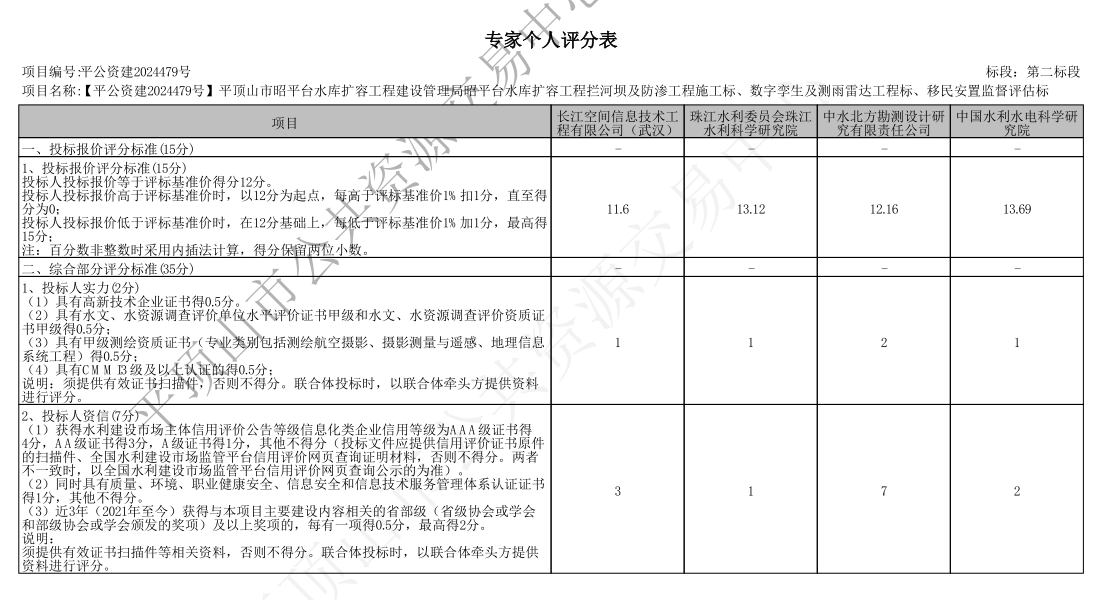 专家个人评分表
项目编号:平公资建2024479号
标段：第二标段
项目名称:【平公资建2024479号】平顶山市昭平台水库扩容工程建设管理局昭平台水库扩容工程拦河坝及防渗工程施工标、数字孪生及测雨雷达工程标、移民安置监督评估标
项目
长江空间信息技术工
程有限公司（武汉）
珠江水利委员会珠江
水利科学研究院
中水北方勘测设计研
究有限责任公司
中国水利水电科学研
究院
一、投标报价评分标准(15分)
–
–
–
–
1、投标报价评分标准(15分)
投标人投标报价等于评标基准价得分12分。
投标人投标报价高于评标基准价时，以12分为起点，每高于评标基准价1% 扣1分，直至得
分为0；
投标人投标报价低于评标基准价时，在12分基础上，每低于评标基准价1% 加1分，最高得
15分；
注：百分数非整数时采用内插法计算，得分保留两位小数。
11.6
13.12
12.16
13.69
二、综合部分评分标准(35分)
–
–
–
–
1、投标人实力(2分)
（1）具有高新技术企业证书得0.5分。
（2）具有水文、水资源调查评价单位水平评价证书甲级和水文、水资源调查评价资质证
书甲级得0.5分；
（3）具有甲级测绘资质证书（专业类别包括测绘航空摄影、摄影测量与遥感、地理信息
系统工程）得0.5分；
（4）具有CMMI3级及以上认证的得0.5分；
说明：须提供有效证书扫描件，否则不得分。联合体投标时，以联合体牵头方提供资料
进行评分。
1
1
2
1
2、投标人资信(7分)
（1）获得水利建设市场主体信用评价公告等级信息化类企业信用等级为AAA级证书得
4分，AA级证书得3分，A级证书得1分，其他不得分（投标文件应提供信用评价证书原件
的扫描件、全国水利建设市场监管平台信用评价网页查询证明材料，否则不得分。两者
不一致时，以全国水利建设市场监管平台信用评价网页查询公示的为准）。
（2）同时具有质量、环境、职业健康安全、信息安全和信息技术服务管理体系认证证书
得1分，其他不得分。
（3）近3年（2021年至今）获得与本项目主要建设内容相关的省部级（省级协会或学会
和部级协会或学会颁发的奖项）及以上奖项的，每有一项得0.5分，最高得2分。
说明：
须提供有效证书扫描件等相关资料，否则不得分。联合体投标时，以联合体牵头方提供
资料进行评分。
3
1
7
2
平顶山市公共资源交易中心
平顶山市公共资源交易中心